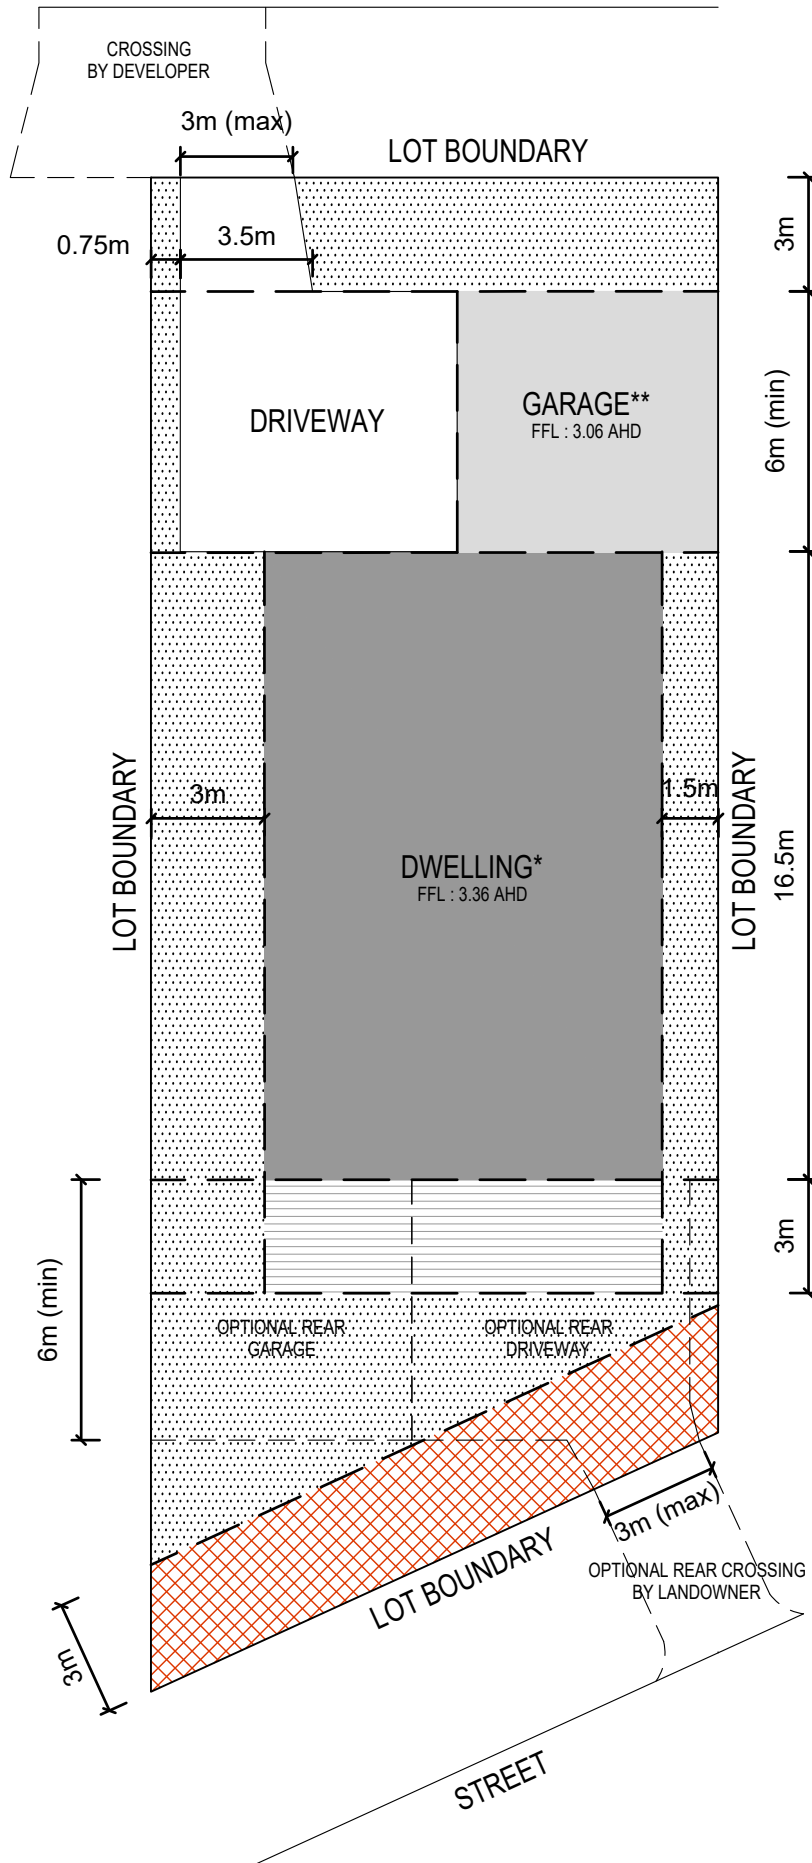 CROSSING
BY DEVELOPER
3m (max)
LOT BOUNDARY
0.75m
3.5m
3m
DRIVEWAY
GARAGE**
FFL : 3.06 AHD
6m (min)
LOT BOUNDARY
3m
1.5m
LOT BOUNDARY
16.5m
DWELLING*
FFL : 3.36 AHD
6m (min)
3m
OPTIONAL REAR
GARAGE
OPTIONAL REAR
DRIVEWAY
3m (max)
OPTIONAL REAR CROSSING
BY LANDOWNER
LOT BOUNDARY
3m
STREET